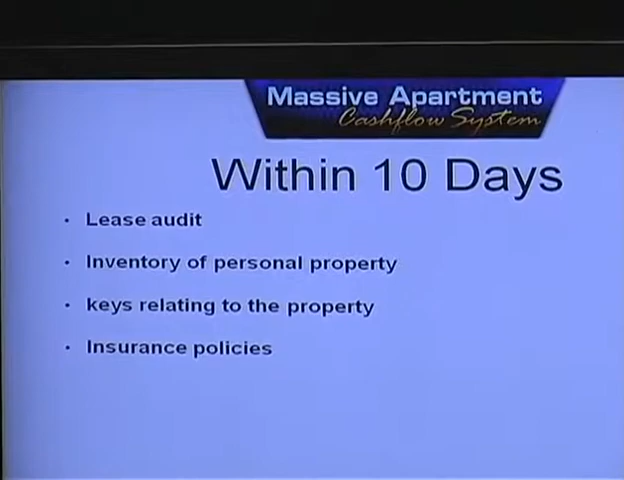 Massive Apartment
Cashflow System
Within 10 Days
• Lease audit
• Inventory of personal property
• keys relating to the property
• Insurance policies